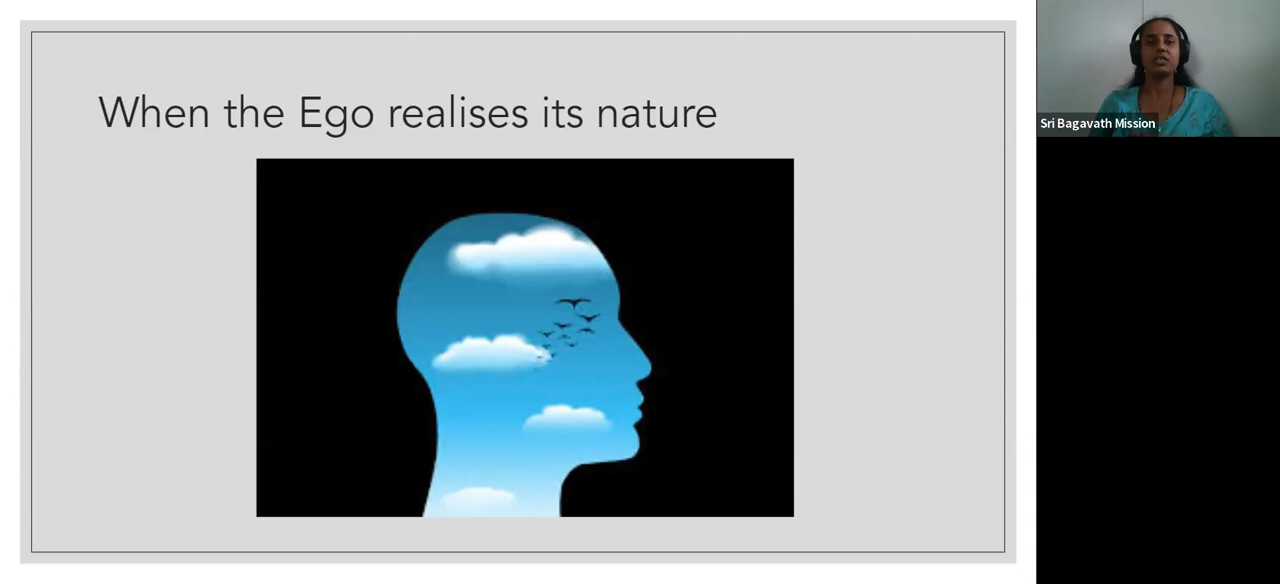 When the Ego realises its nature
Sri Bagavath Mission